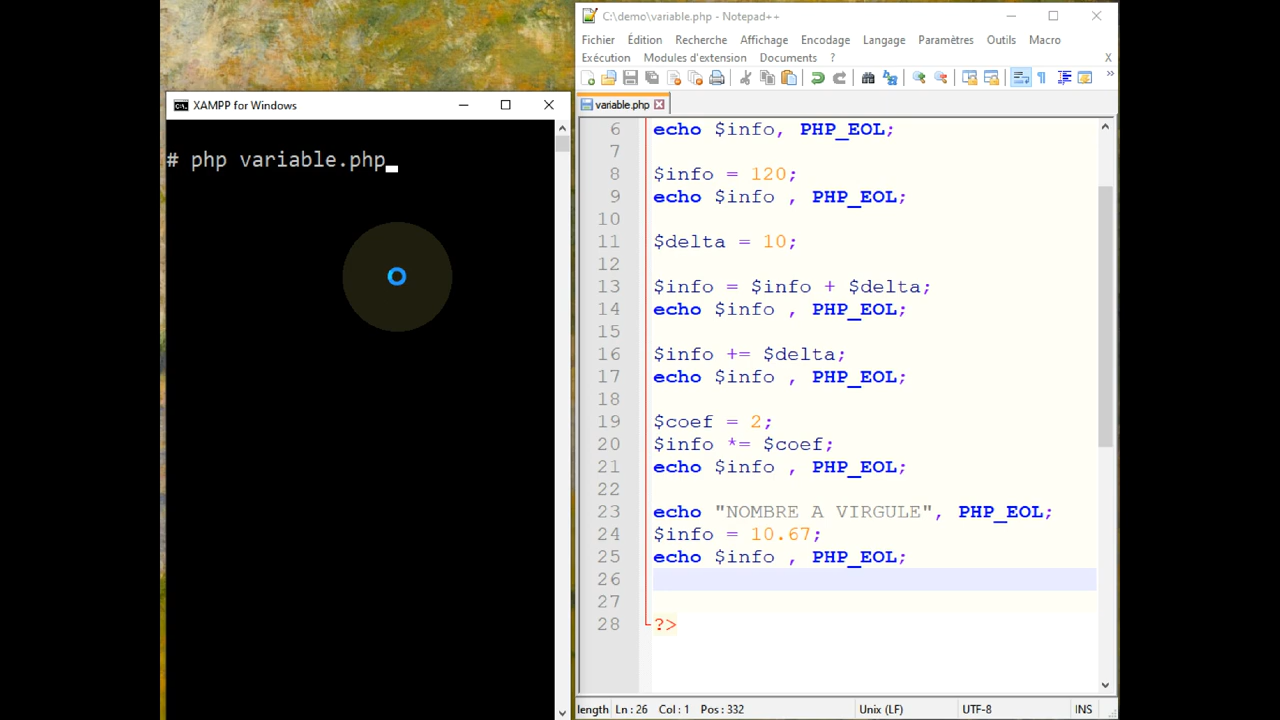 XAMPP for Windows
# php variable.php
C:\demo\variable.php - Notepad++
Fichier Édition Recherche Affichage Encodage Langage Paramètres Outils Macro
Exécution Modules d'extension Documents ? X
variable.php
6 echo $info, PHP_EOL;
7
8 $info = 120;
9 echo $info , PHP_EOL;
10
11 $delta = 10;
12
13 $info = $info + $delta;
14 echo $info , PHP_EOL;
15
16 $info += $delta;
17 echo $info , PHP_EOL;
18
19 $coef = 2;
20 $info *= $coef;
21 echo $info , PHP_EOL;
22
23 echo "NOMBRE A VIRGULE", PHP_EOL;
24 $info = 10.67;
25 echo $info , PHP_EOL;
26
27
28 ?>
length Ln : 26 Col : 1 Pos : 332 Unix (LF) UTF-8 INS